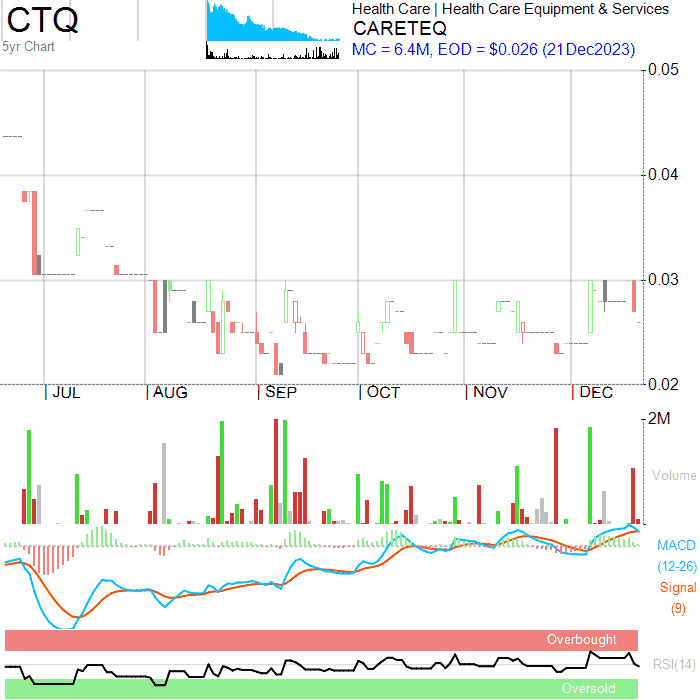 CTQ
5yr Chart
Health Care | Health Care Equipment & Services
CARETEQ
MC = 6.4M, EOD = $0.026 (21Dec2023)
0.05
0.04
0.03
0.02
JUL
AUG
SEP
OCT
NOV
DEC
2M
Volume
MACD
(12-26)
Signal
(9)
Overbought
RSI(14)
Oversold